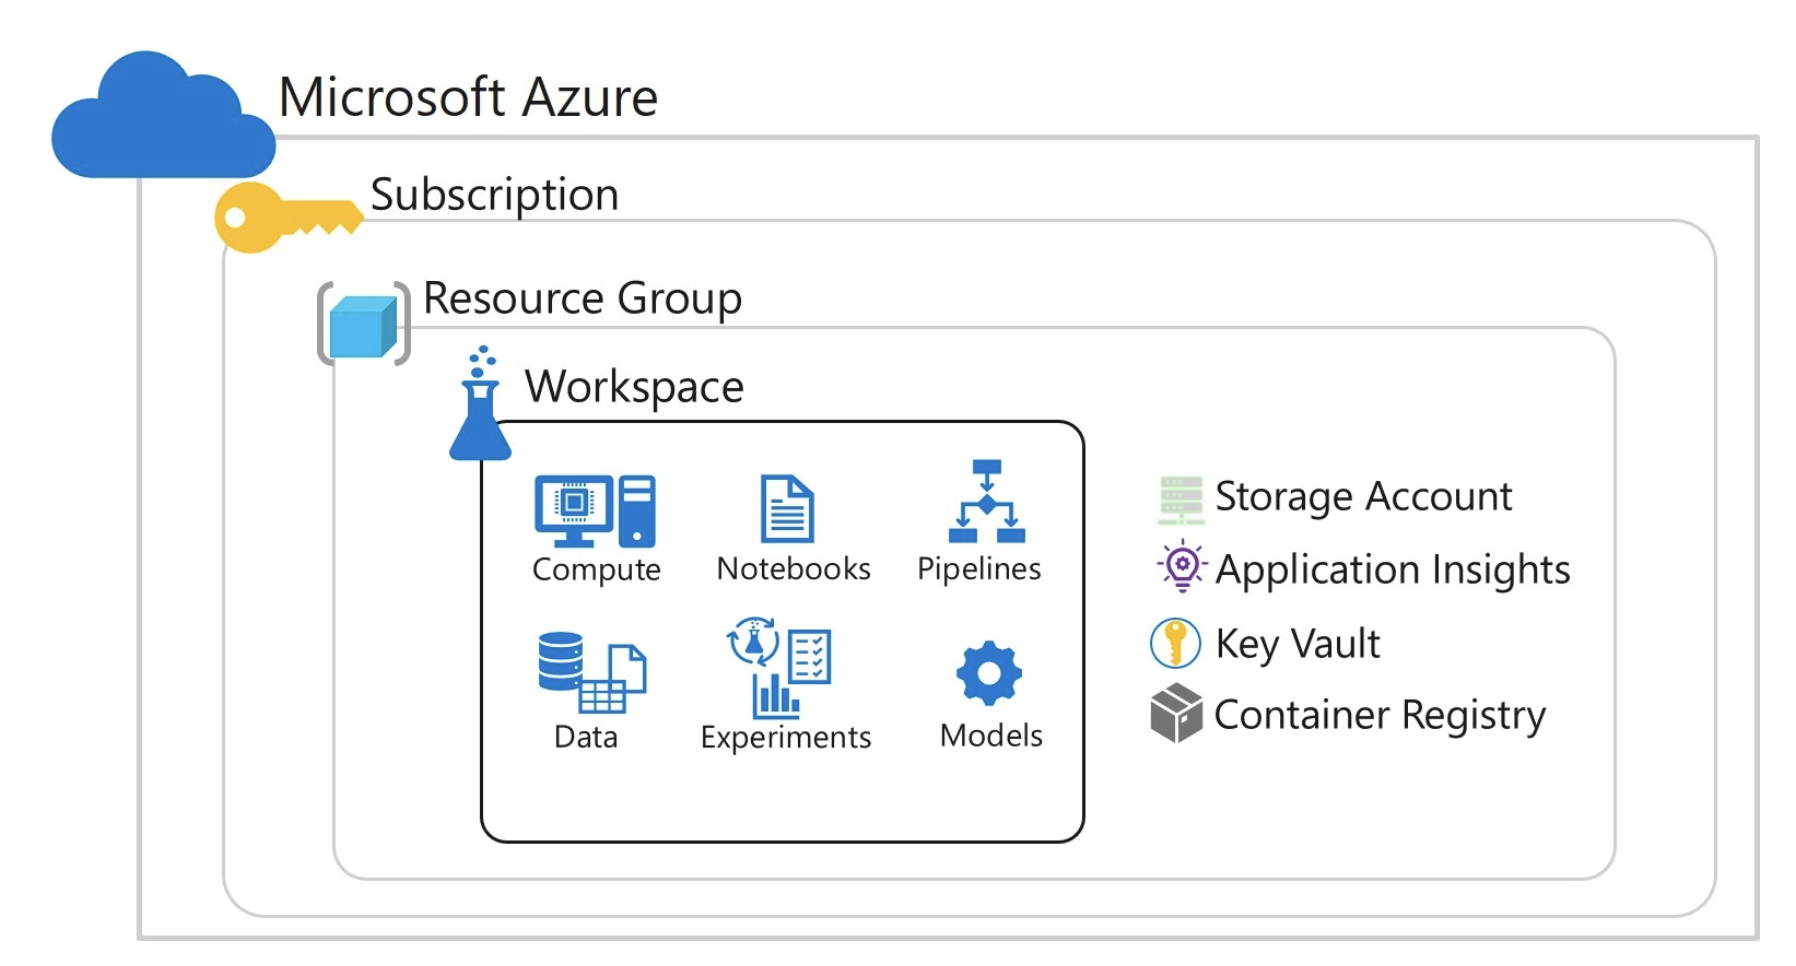 Microsoft Azure
Subscription
Resource Group
Workspace
Compute
Notebooks
Pipelines
Data
Experiments
Models
Storage Account
Application Insights
Key Vault
Container Registry